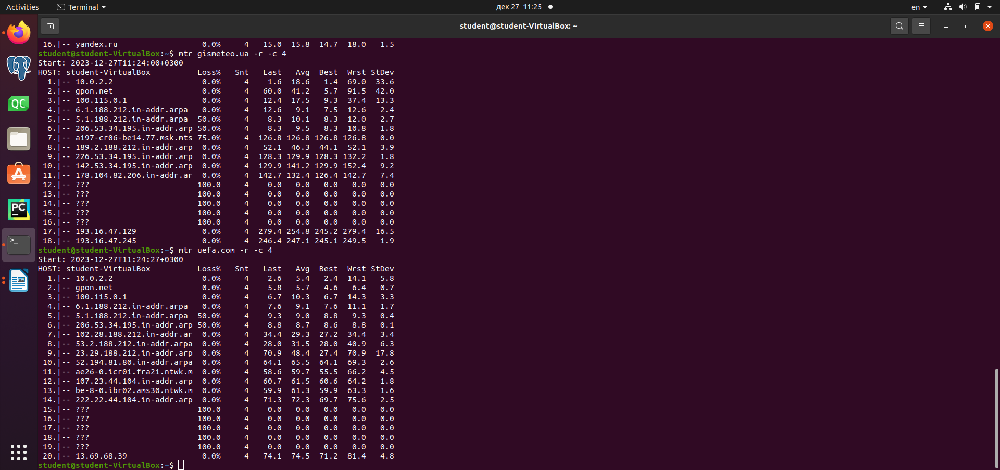 Activities Terminal дек 27 11:25 en
student@student-VirtualBox: ~
QC
PC
>_
16.|-- yandex.ru 0.0% 4 15.0 15.8 14.7 18.0 1.5
student@student-VirtualBox:~$ mtr gismeteo.ua -r -c 4
Start: 2023-12-27T11:24:00+0300
HOST: student-VirtualBox Loss% Snt Last Avg Best Wrst StDev
1.|-- 10.0.2.2 0.0% 4 1.6 18.6 1.4 69.0 33.6
2.|-- gpon.net 0.0% 4 60.0 41.2 5.7 91.5 42.0
3.|-- 100.115.0.1 0.0% 4 12.4 17.5 9.3 37.4 13.3
4.|-- 6.1.188.212.in-addr.arpa 0.0% 4 12.6 9.1 7.5 12.6 2.4
5.|-- 5.1.188.212.in-addr.arpa 50.0% 4 8.3 10.1 8.3 12.0 2.7
6.|-- 206.53.34.195.in-addr.arp 50.0% 4 8.3 9.5 8.3 10.8 1.8
7.|-- a197-cr06-be14.77.msk.mts 75.0% 4 126.8 126.8 126.8 126.8 0.0
8.|-- 189.2.188.212.in-addr.arp 0.0% 4 52.1 46.3 44.1 52.1 3.9
9.|-- 226.53.34.195.in-addr.arp 0.0% 4 128.3 129.9 128.3 132.2 1.8
10.|-- 142.53.34.195.in-addr.arp 0.0% 4 129.9 141.2 129.9 152.4 9.2
11.|-- 178.104.82.206.in-addr.ar 0.0% 4 142.7 132.4 126.4 142.7 7.4
12.|-- ??? 100.0 4 0.0 0.0 0.0 0.0 0.0
13.|-- ??? 100.0 4 0.0 0.0 0.0 0.0 0.0
14.|-- ??? 100.0 4 0.0 0.0 0.0 0.0 0.0
15.|-- ??? 100.0 4 0.0 0.0 0.0 0.0 0.0
16.|-- ??? 100.0 4 0.0 0.0 0.0 0.0 0.0
17.|-- 193.16.47.129 0.0% 4 279.4 254.8 245.2 279.4 16.5
18.|-- 193.16.47.245 0.0% 4 246.4 247.1 245.1 249.5 1.9
student@student-VirtualBox:~$ mtr uefa.com -r -c 4
Start: 2023-12-27T11:24:27+0300
HOST: student-VirtualBox Loss% Snt Last Avg Best Wrst StDev
1.|-- 10.0.2.2 0.0% 4 2.6 5.4 2.4 14.1 5.8
2.|-- gpon.net 0.0% 4 5.8 5.7 4.6 6.4 0.7
3.|-- 100.115.0.1 0.0% 4 6.7 10.3 6.7 14.3 3.3
4.|-- 6.1.188.212.in-addr.arpa 0.0% 4 7.6 9.1 7.6 11.1 1.7
5.|-- 5.1.188.212.in-addr.arpa 50.0% 4 9.3 9.0 8.8 9.3 0.4
6.|-- 206.53.34.195.in-addr.arp 50.0% 4 8.8 8.7 8.6 8.8 0.1
7.|-- 102.28.188.212.in-addr.ar 0.0% 4 34.4 29.3 27.2 34.4 3.4
8.|-- 53.2.188.212.in-addr.arpa 0.0% 4 28.0 31.5 28.0 40.9 6.3
9.|-- 23.29.188.212.in-addr.arp 0.0% 4 70.9 48.4 27.4 70.9 17.8
10.|-- 52.194.81.80.in-addr.arpa 0.0% 4 64.1 65.5 64.1 69.3 2.6
11.|-- ae26-0.icr01.fra21.ntwk.m 0.0% 4 58.6 59.7 55.5 66.2 4.5
12.|-- 107.23.44.104.in-addr.arp 0.0% 4 60.7 61.5 60.6 64.2 1.8
13.|-- be-8-0.ibr02.ams30.ntwk.m 0.0% 4 59.9 61.3 59.9 63.3 1.6
14.|-- 222.22.44.104.in-addr.arp 0.0% 4 71.3 72.3 69.7 75.6 2.5
15.|-- ??? 100.0 4 0.0 0.0 0.0 0.0 0.0
16.|-- ??? 100.0 4 0.0 0.0 0.0 0.0 0.0
17.|-- ??? 100.0 4 0.0 0.0 0.0 0.0 0.0
18.|-- ??? 100.0 4 0.0 0.0 0.0 0.0 0.0
19.|-- ??? 100.0 4 0.0 0.0 0.0 0.0 0.0
20.|-- 13.69.68.39 0.0% 4 74.1 74.5 71.2 81.4 4.8
student@student-VirtualBox:~$